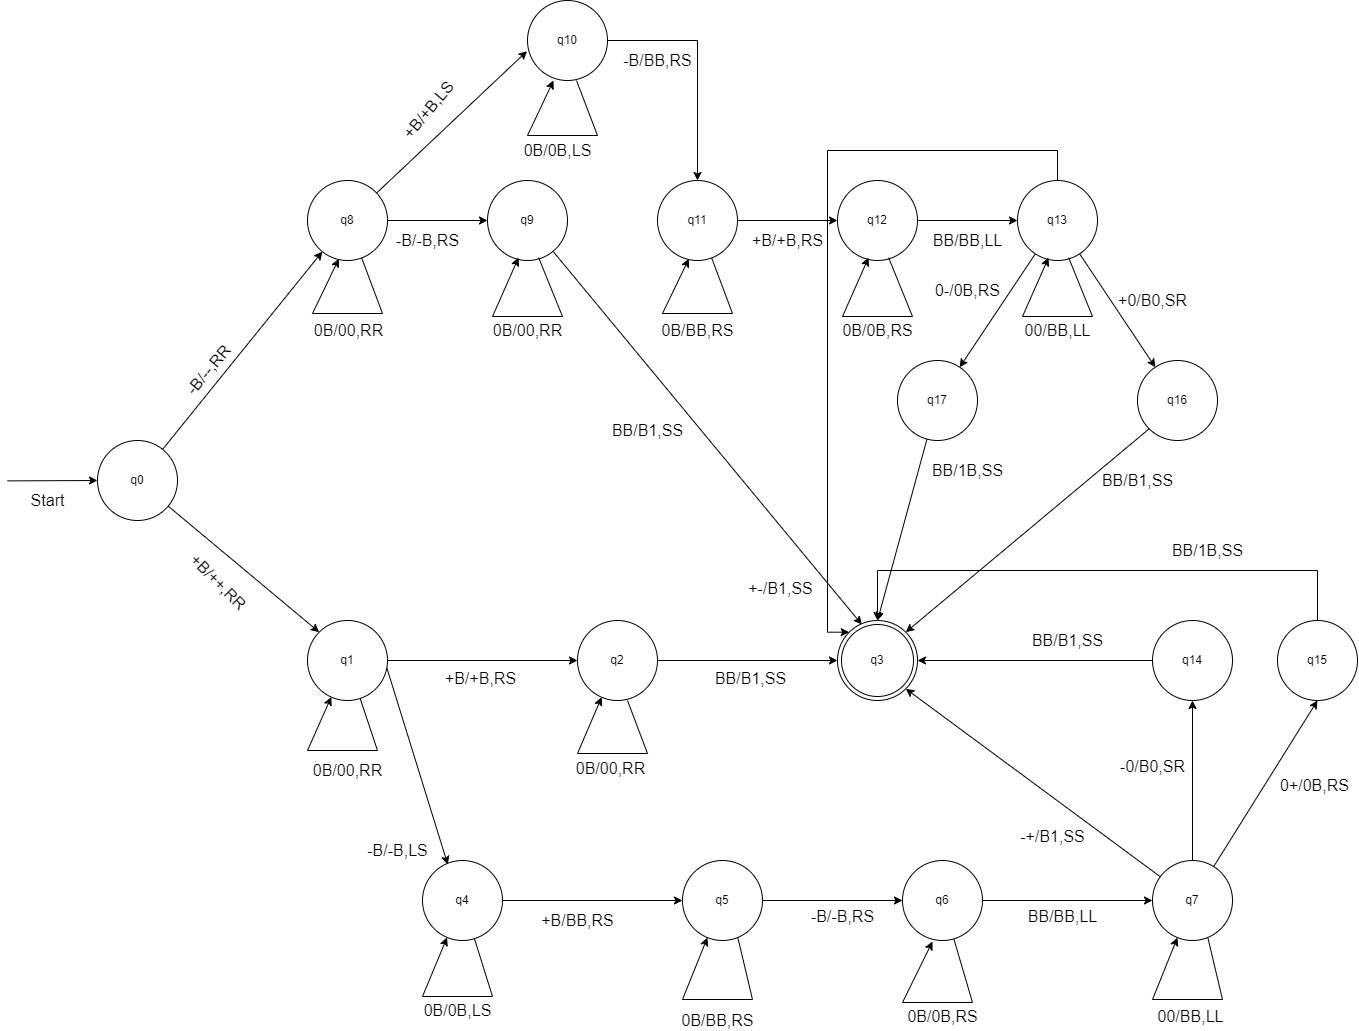 q10
-B/BB,RS
+B/+B,LS
0B/0B,LS
q8
q9
q11
q12
q13
-B/-B,RS
+B/+B,RS
BB/BB,LL
0-/0B,RS
+0/B0,SR
0B/00,RR
0B/00,RR
0B/BB,RS
0B/0B,RS
00/BB,LL
-B/--,RR
q17
q16
BB/B1,SS
BB/1B,SS
BB/B1,SS
q0
Start
BB/1B,SS
+B/++,RR
+-/B1,SS
q1
q2
q3
q14
q15
BB/B1,SS
+B/+B,RS
BB/B1,SS
0B/00,RR
0B/00,RR
-0/B0,SR
0+/0B,RS
-+/B1,SS
-B/-B,LS
q4
q5
q6
q7
+B/BB,RS
-B/-B,RS
BB/BB,LL
0B/0B,LS
0B/BB,RS
0B/0B,RS
00/BB,LL